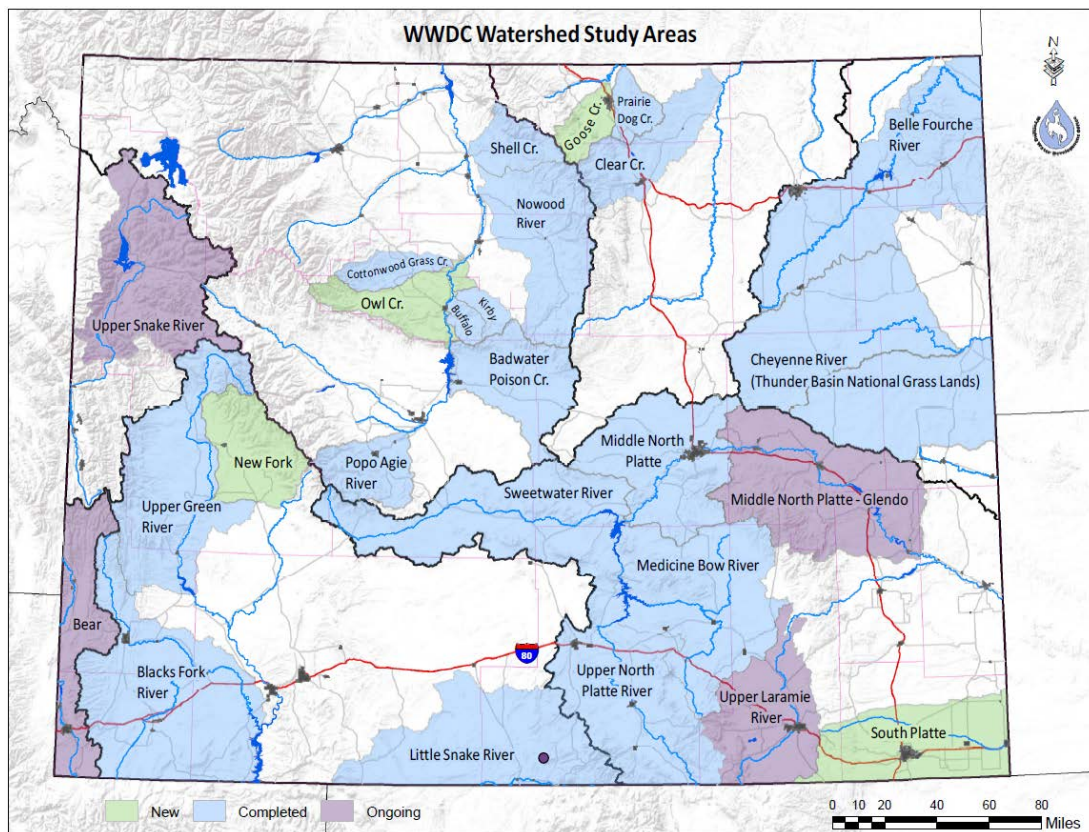 WWDC Watershed Study Areas
N
Goose Cr.
Prairie
Dog Cr.
Belle Fourche
River
Shell Cr.
Clear Cr.
Nowood
River
Cottonwood Grass Cr.
Owl Cr.
Kirby
Buffalo
Upper Snake River
Badwater
Poison Cr.
Cheyenne River
(Thunder Basin National Grass Lands)
Middle North
Platte
New Fork
Popo Agie
River
Sweetwater River
Middle North Platte - Glendo
Upper Green
River
Medicine Bow River
Bear
80
Blacks Fork
River
Upper North
Platte River
Upper Laramie
River
South Platte
Little Snake River
New
Completed
Ongoing
0 10 20 40 60 80
Miles